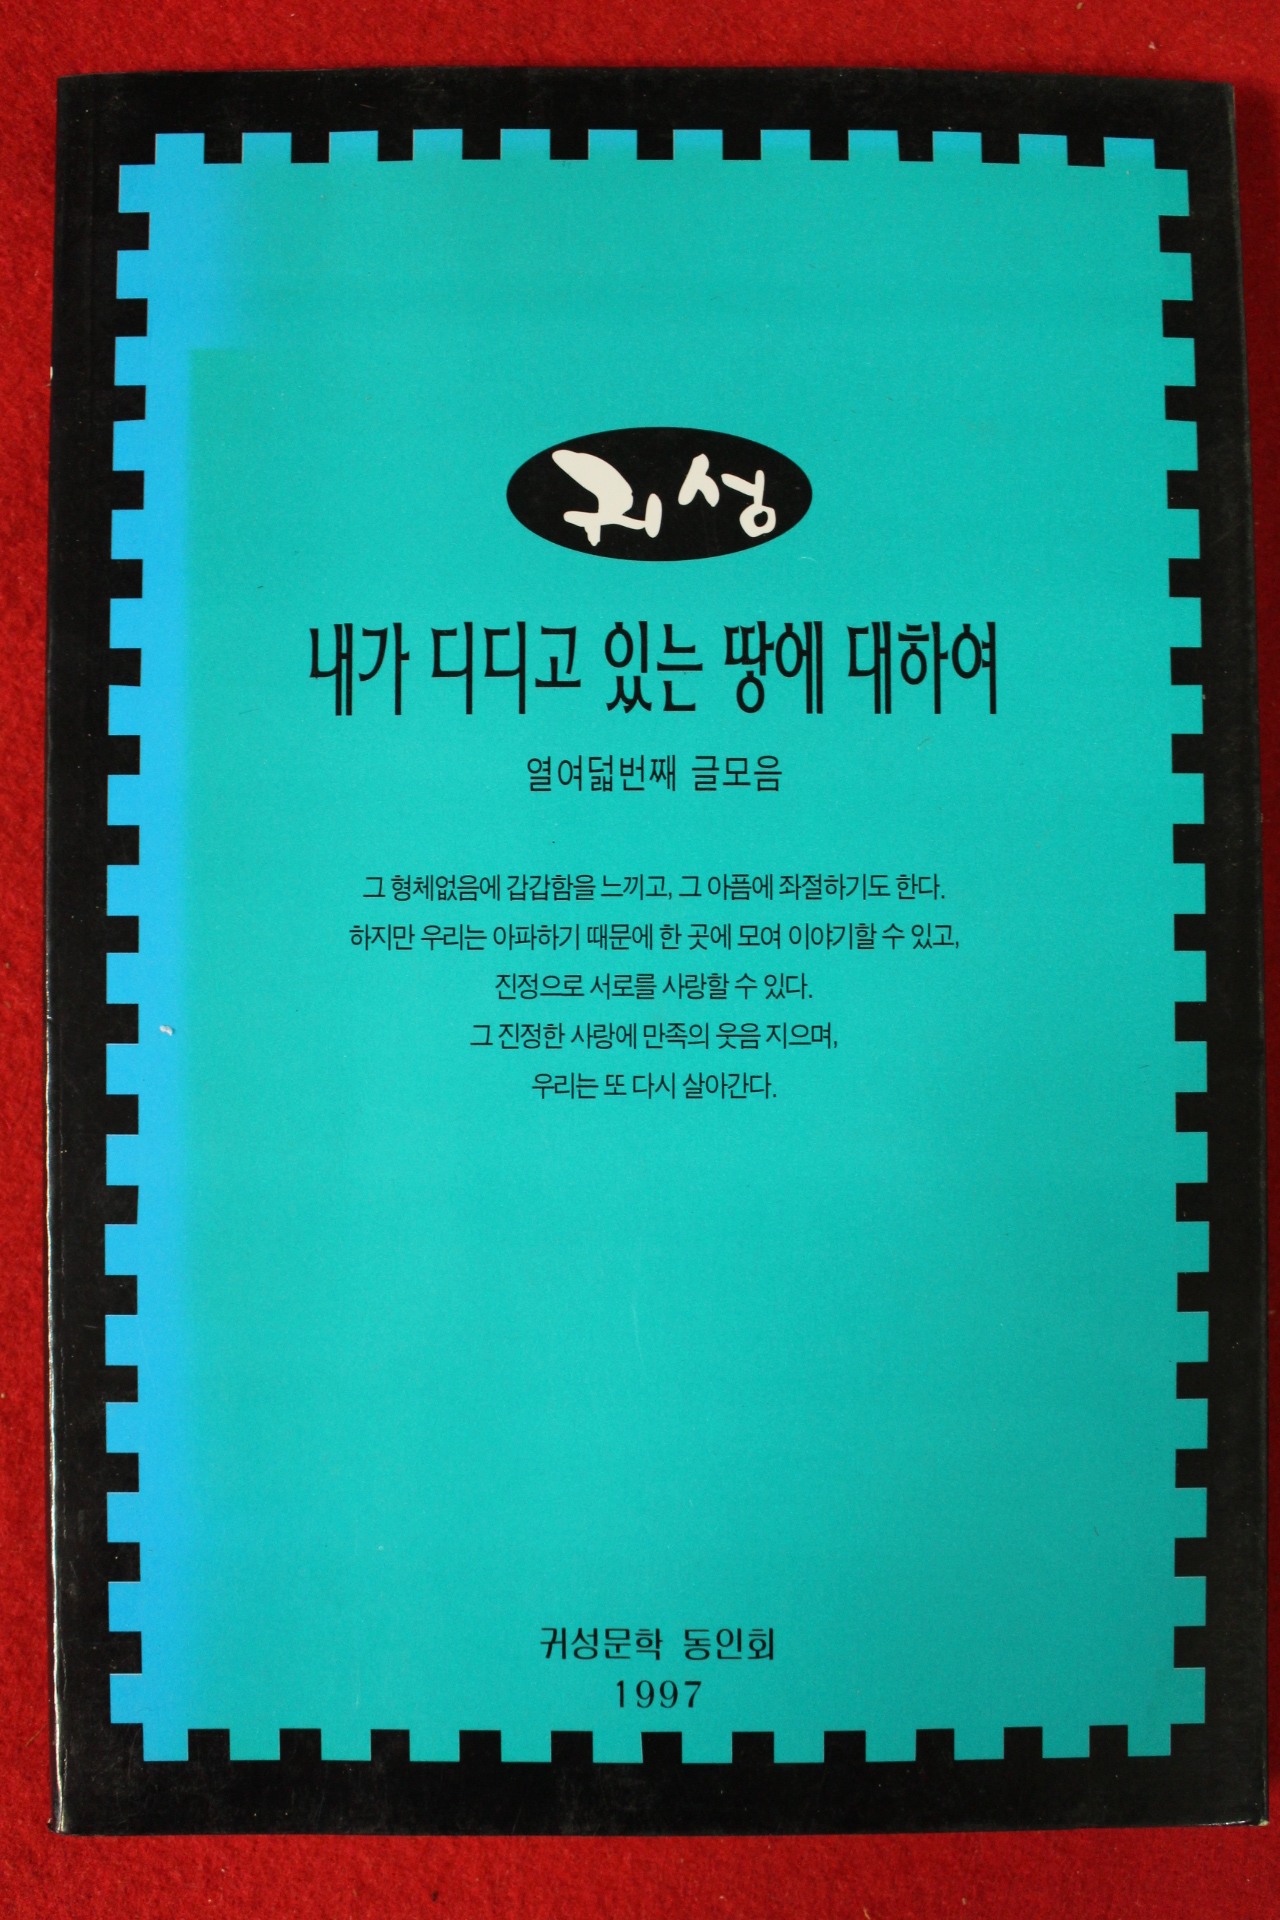 귀성
내가 디디고 있는 땅에 대하여
열여덟번째 글모음
그 형체없음에 갑갑함을 느끼고, 그 아픔에 좌절하기도 한다.
하지만 우리는 아파하기 때문에 한 곳에 모여 이야기할 수 있고,
진정으로 서로를 사랑할 수 있다.
그 진정한 사랑에 만족의 웃음 지으며,
우리는 또 다시 살아간다.
귀성문학 동인회
1997